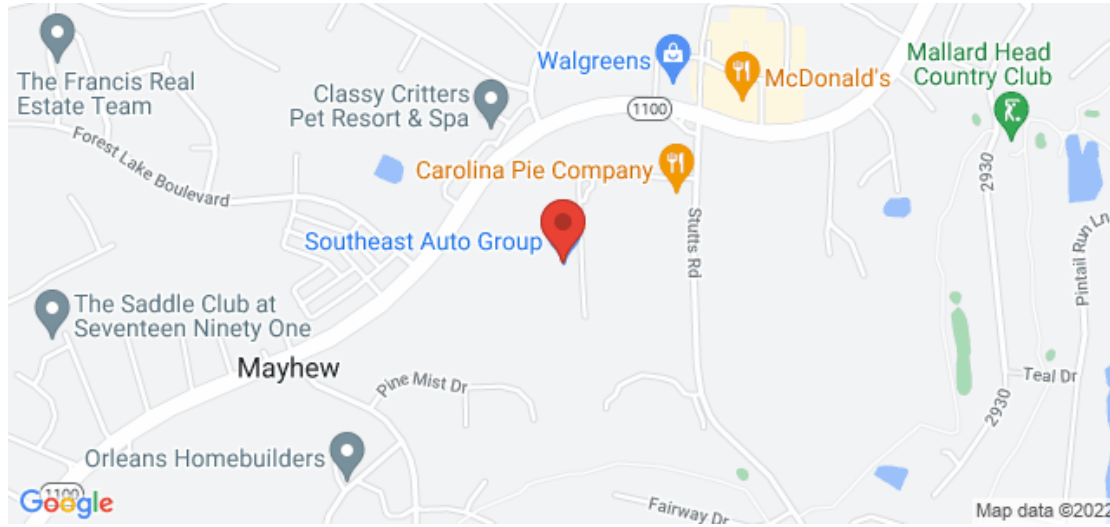 The Francis Real
Estate Team
Classy Critters
Pet Resort & Spa
Walgreens
McDonald's
Mallard Head
Country Club
1100
Forest Lake Boulevard
Carolina Pie Company
2930
Stutts Rd
Southeast Auto Group
Pintail Run Ln
The Saddle Club at
Seventeen Ninety One
Mayhew
Pine Mist Dr
Teal Dr
2930
Orleans Homebuilders
1100
Google
Fairway Dr
Map data ©2022